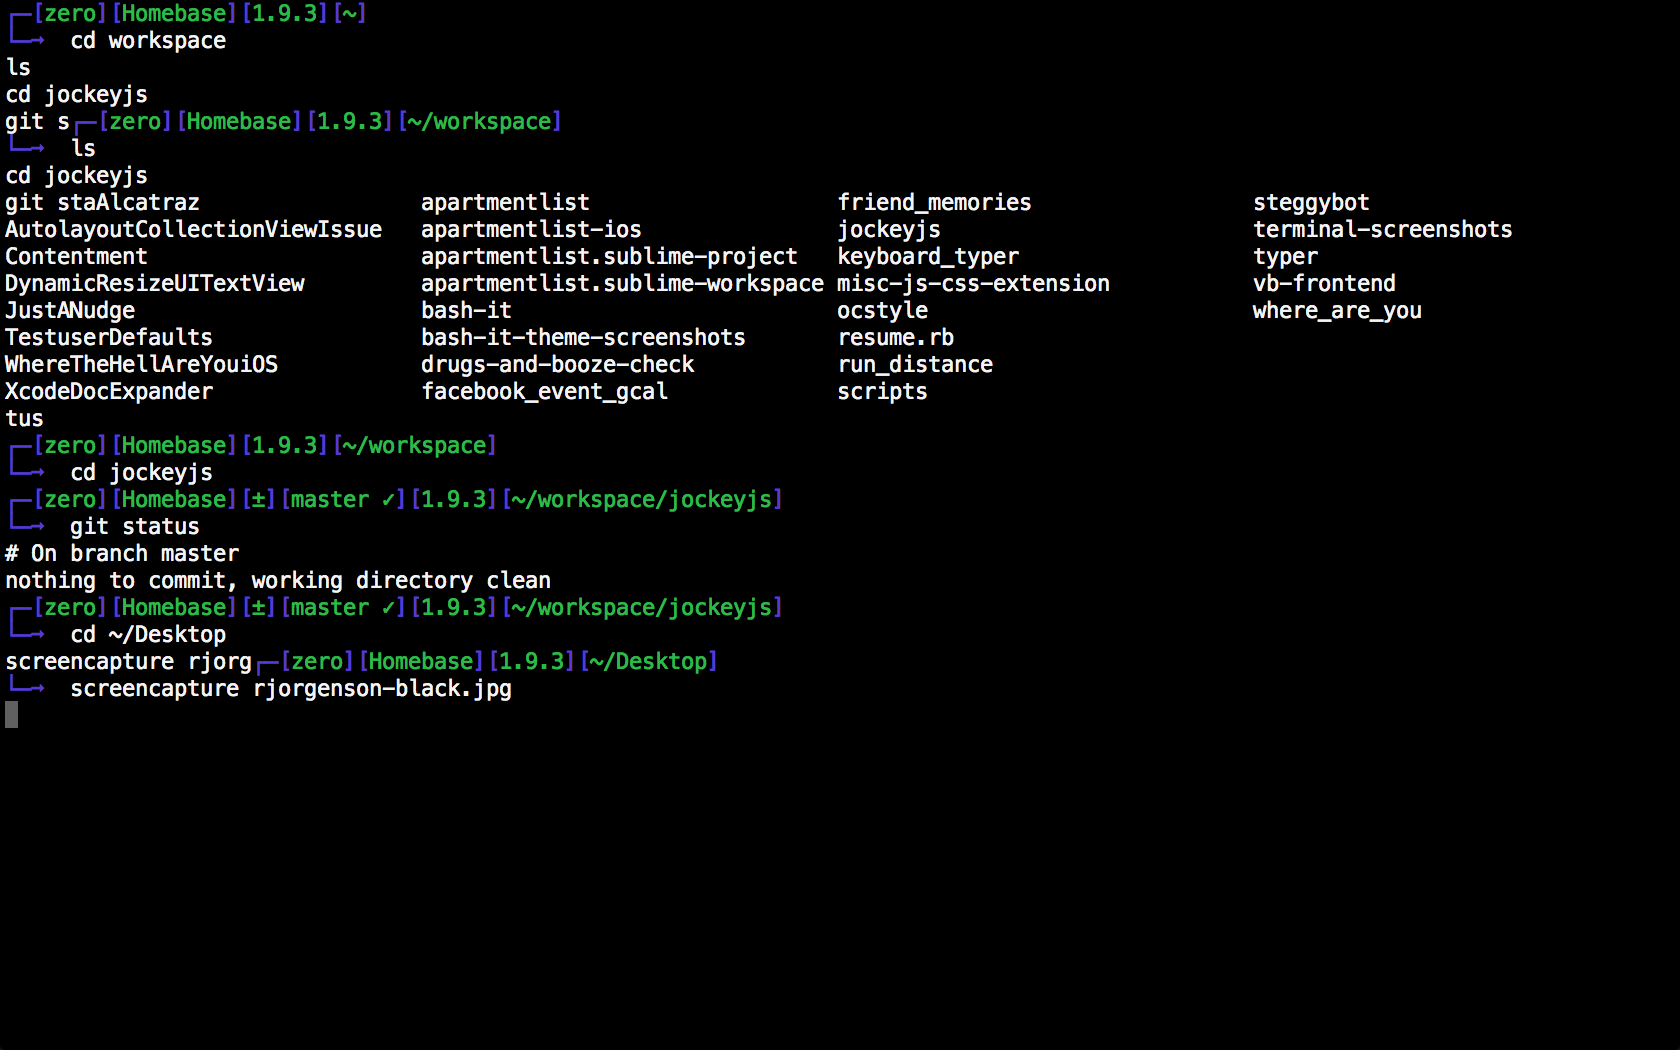 ┌─[zero][Homebase][1.9.3][~]
└─→  cd workspace
ls
cd jockeyjs
git s┌─[zero][Homebase][1.9.3][~/workspace]
└─→  ls
cd jockeyjs
git staAlcatraz                 apartmentlist                   friend_memories                 steggybot
AutolayoutCollectionViewIssue   apartmentlist-ios               jockeyjs                        terminal-screenshots
Contentment                     apartmentlist.sublime-project   keyboard_typer                  typer
DynamicResizeUITextView         apartmentlist.sublime-workspace misc-js-css-extension           vb-frontend
JustANudge                      bash-it                         ocstyle                         where_are_you
TestuserDefaults                bash-it-theme-screenshots       resume.rb
WhereTheHellAreYouiOS           drugs-and-booze-check           run_distance
XcodeDocExpander                facebook_event_gcal             scripts
tus
┌─[zero][Homebase][1.9.3][~/workspace]
└─→  cd jockeyjs
┌─[zero][Homebase][±][master ✓][1.9.3][~/workspace/jockeyjs]
└─→  git status
# On branch master
nothing to commit, working directory clean
┌─[zero][Homebase][±][master ✓][1.9.3][~/workspace/jockeyjs]
└─→  cd ~/Desktop
screencapture rjorg┌─[zero][Homebase][1.9.3][~/Desktop]
└─→  screencapture rjorgenson-black.jpg